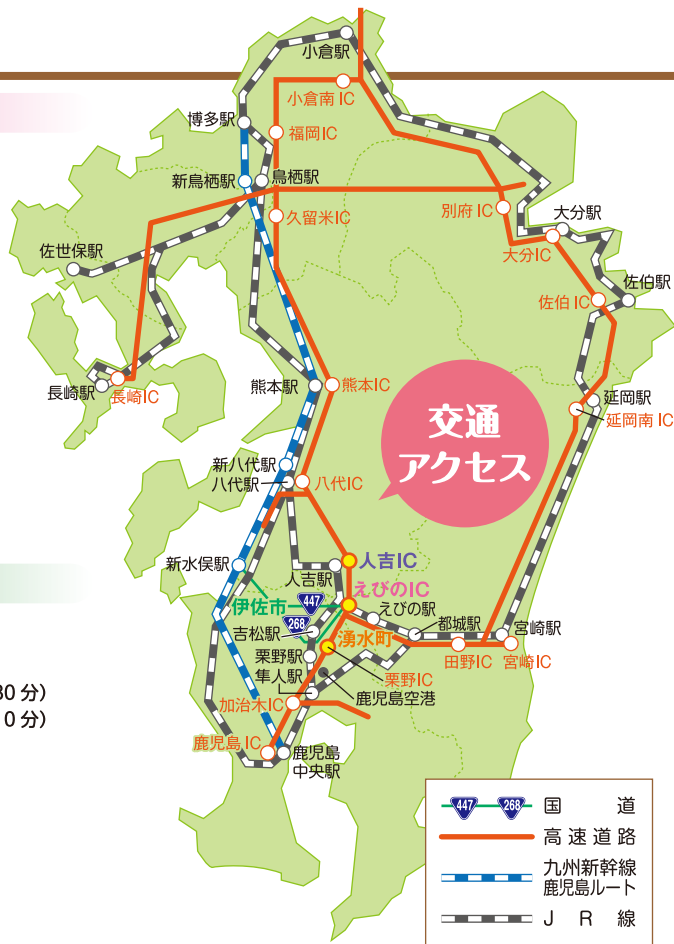 小倉駅
小倉南IC
博多駅
福岡IC
新鳥栖駅
鳥栖駅
久留米IC
別府IC
大分駅
大分IC
佐世保駅
佐伯IC
佐伯駅
長崎駅
長崎IC
熊本駅
熊本IC
交通
アクセス
延岡駅
延岡南IC
新八代駅
八代駅
八代IC
新水俣駅
人吉IC
人吉駅
えびのIC
伊佐市
447
えびの駅
268
吉松駅
都城駅
宮崎駅
湧水町
栗野駅
田野IC
宮崎IC
隼人駅
栗野IC
鹿児島空港
30分)
0分)
加治木IC
鹿児島IC
鹿児島
中央駅
447 268 国道
高速道路
九州新幹線
鹿児島ルート
JR線